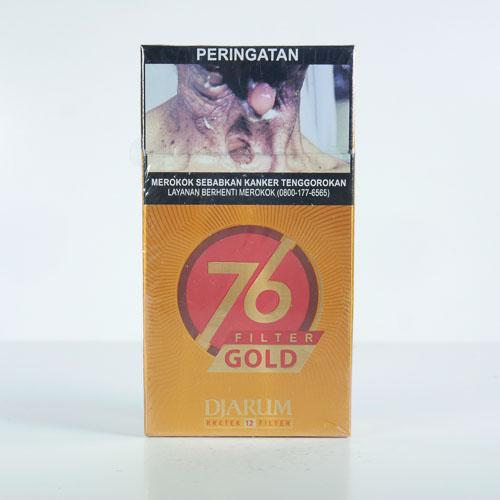 PERINGATAN
MEROKOK SEBABKAN KANKER TENGGOROKAN
LAYANAN BERHENTI MEROKOK (0800-177-6565)
76
FILTER
GOLD
DJARUM
KRETEK 12 FILTER